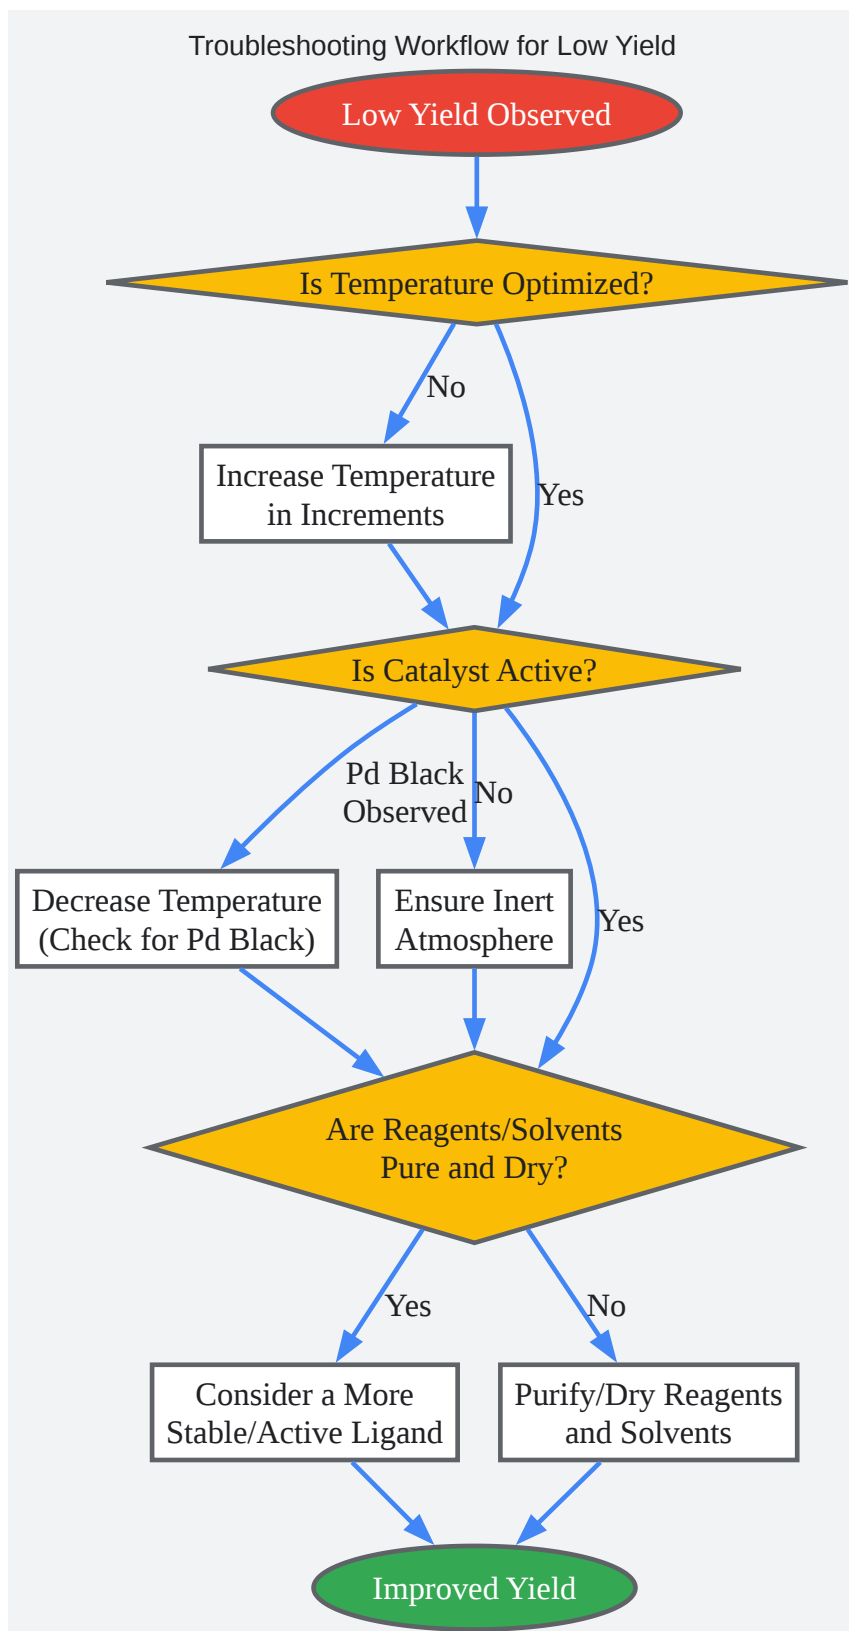 Troubleshooting Workflow for Low Yield
Low Yield Observed
Is Temperature Optimized?
No
Increase Temperature
in Increments
Yes
Is Catalyst Active?
Pd Black
Observed
No
Decrease Temperature
(Check for Pd Black)
Ensure Inert
Atmosphere
Yes
Are Reagents/Solvents
Pure and Dry?
Yes
No
Consider a More
Stable/Active Ligand
Purify/Dry Reagents
and Solvents
Improved Yield